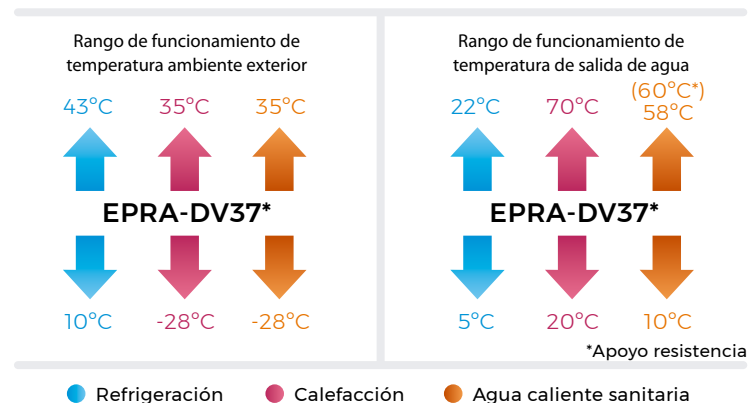 Rango de funcionamiento de
temperatura ambiente exterior
43°C 35°C 35°C
EPRA-DV37*
10°C -28°C -28°C
Rango de funcionamiento de
temperatura de salida de agua
(60°C*)
22°C 70°C 58°C
EPRA-DV37*
5°C 20°C 10°C
*Apoyo resistencia
Refrigeración Calefacción Agua caliente sanitaria